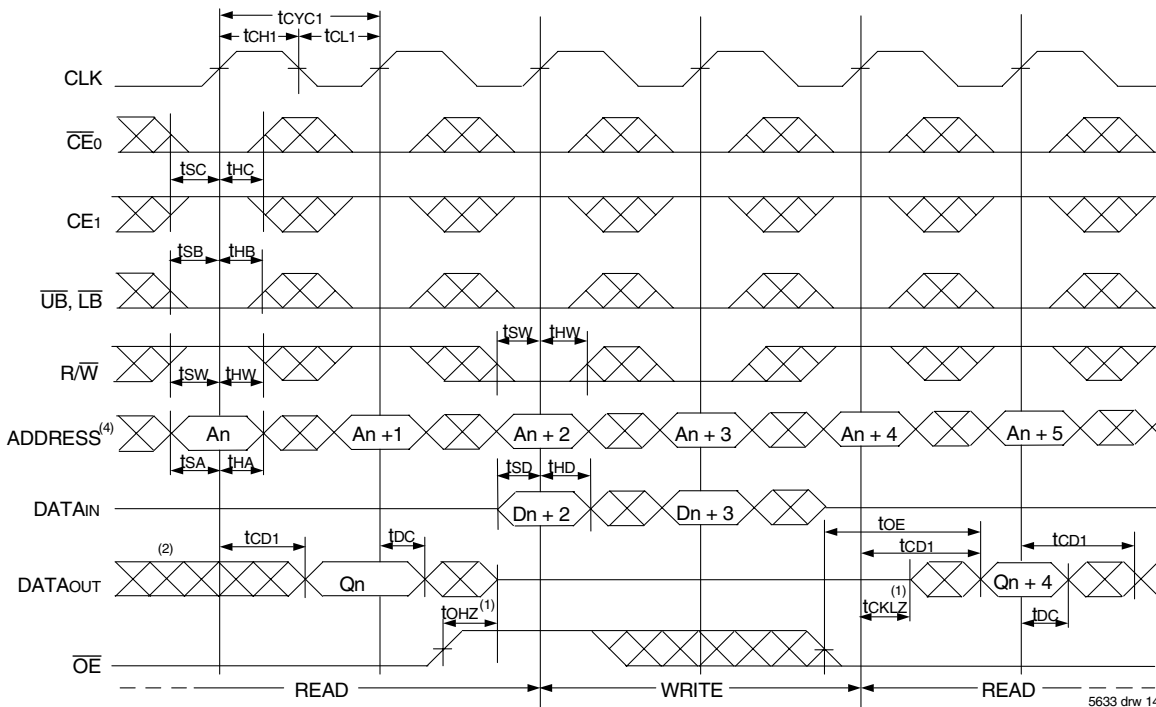 tCYC1
tCH1 tCL1
CLK
CE0
tSC tHC
CE1
tSB tHB
UB, LB
tSW tHW
R/W
tSW tHW
ADDRESS(4) An An +1 An + 2 An + 3 An + 4 An + 5
tSA tHA tSD tHD
DATAIN Dn + 2 Dn + 3
tOE
(2) tCD1 tDC tCD1 tCD1
DATAOUT Qn Qn + 4
tOHZ(1) tCKLZ(1) tDC
OE
READ WRITE READ
5633 drw 14